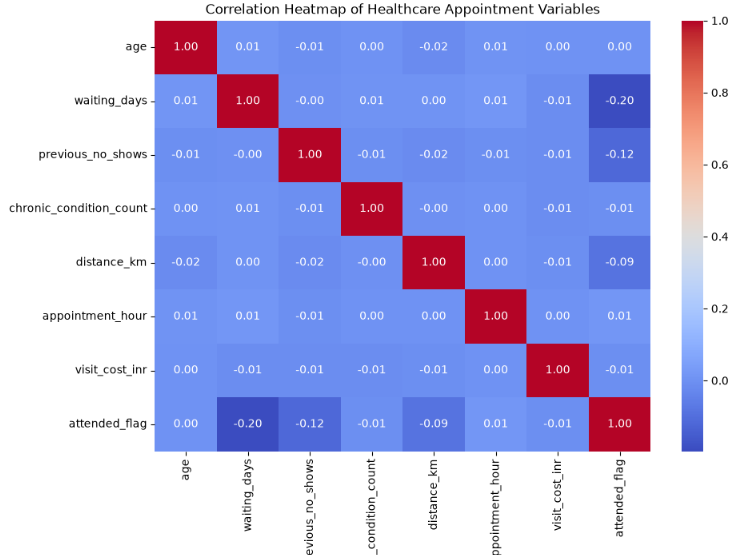 Correlation Heatmap of Healthcare Appointment Variables
age 1.00 0.01 -0.01 0.00 -0.02 0.01 0.00 0.00
waiting_days 0.01 1.00 -0.00 0.01 0.00 0.01 -0.01 -0.20
previous_no_shows -0.01 -0.00 1.00 -0.01 -0.02 -0.01 -0.01 -0.12
chronic_condition_count 0.00 0.01 -0.01 1.00 -0.00 0.00 -0.01 -0.01
distance_km -0.02 0.00 -0.02 -0.00 1.00 0.00 -0.01 -0.09
appointment_hour 0.01 0.01 -0.01 0.00 0.00 1.00 0.00 0.01
visit_cost_inr 0.00 -0.01 -0.01 -0.01 -0.01 0.00 1.00 -0.01
attended_flag 0.00 -0.20 -0.12 -0.01 -0.09 0.01 -0.01 1.00
age
waiting_days
evious_no_shows
_condition_count
distance_km
ppointment_hour
visit_cost_inr
attended_flag
1.0
0.8
0.6
0.4
0.2
0.0